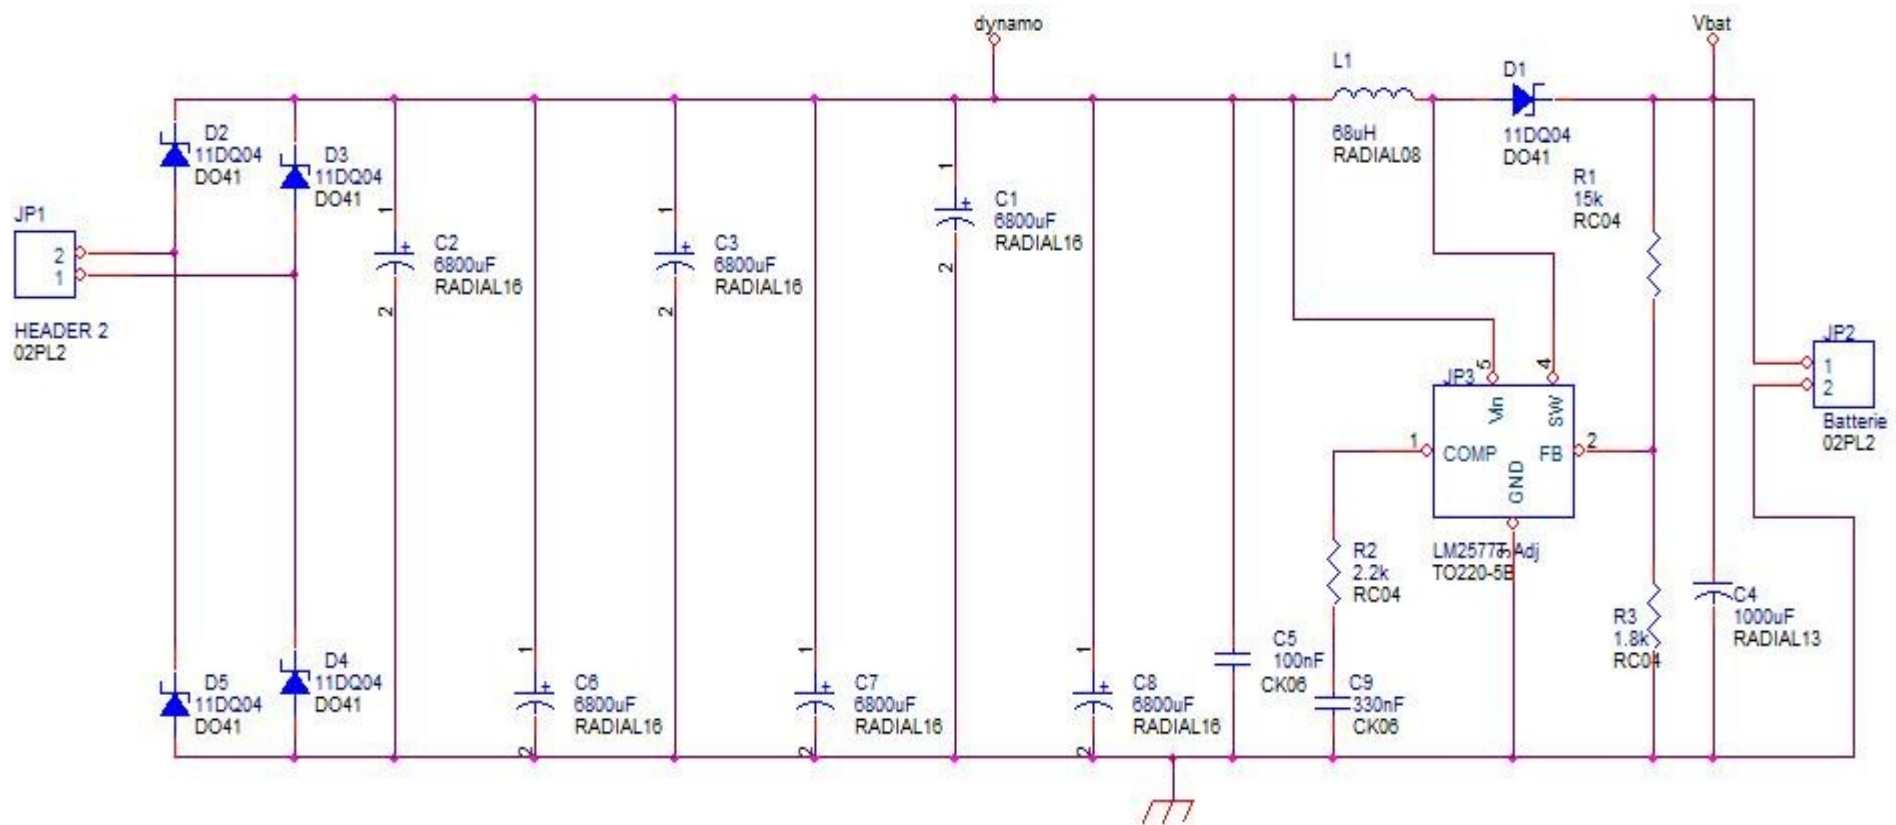 dynamo
Vbat
L1
68uH
RADIAL08
D1
11DQ04
DO41
D2
11DQ04
DO41
D3
11DQ04
DO41
JP1
2
1
HEADER 2
02PL2
1
C2
6800uF
RADIAL16
2
1
C3
6800uF
RADIAL16
2
1
C1
6800uF
RADIAL16
2
R1
15k
RC04
JP2
1
2
Batterie
02PL2
JP3
5
4
Vin
SW
1
COMP
FB
2
GND
3
LM2577T-Adj
TO220-5B
R2
2.2k
RC04
R3
1.8k
RC04
C4
1000uF
RADIAL13
D5
11DQ04
DO41
D4
11DQ04
DO41
1
C6
6800uF
RADIAL16
2
1
C7
6800uF
RADIAL16
2
1
C8
6800uF
RADIAL16
2
C5
100nF
CK06
C9
330nF
CK06